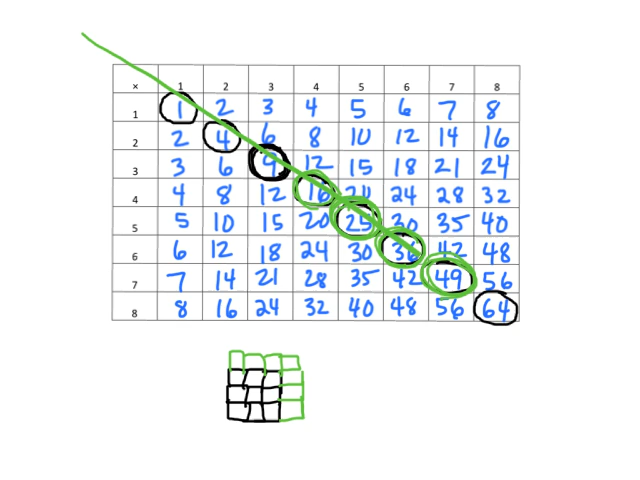 × 1 2 3 4 5 6 7 8
1 1 2 3 4 5 6 7 8
2 2 4 6 8 10 12 14 16
3 3 6 9 12 15 18 21 24
4 4 8 12 16 20 24 28 32
5 5 10 15 20 25 30 35 40
6 6 12 18 24 30 36 42 48
7 7 14 21 28 35 42 49 56
8 8 16 24 32 40 48 56 64